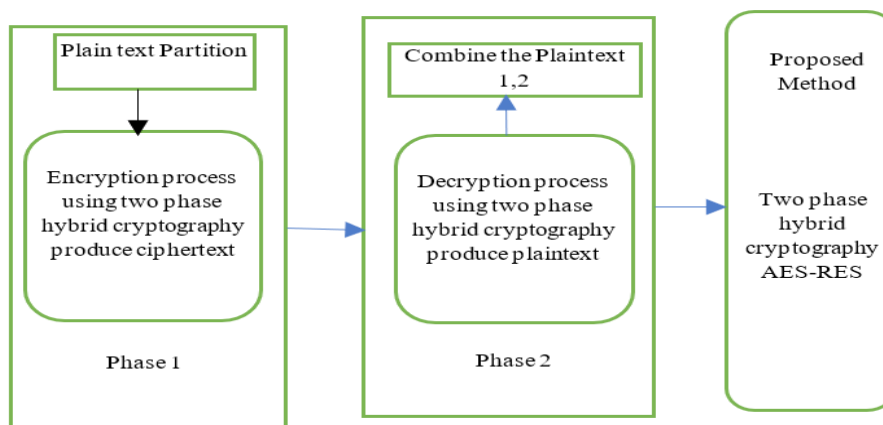 Plain text Partition
Encryption process
using two phase
hybrid cryptography
produce ciphertext
Phase 1
Combine the Plaintext
1,2
Decryption process
using two phase
hybrid cryptography
produce plaintext
Phase 2
Proposed
Method
Two phase
hybrid
cryptography
AES-RES